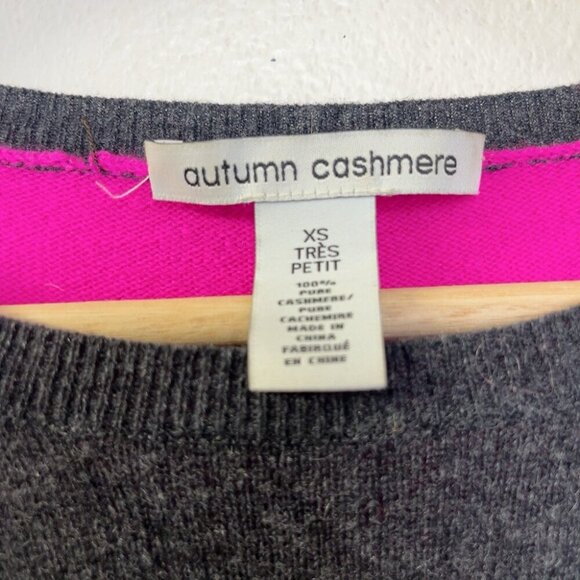 autumn cashmere
XS
TRÈS
PETIT
100%
PURE
CASHMERE/
PURE
CACHEMIRE
MADE IN
CHINA
FABRIQUÉ
EN CHINE